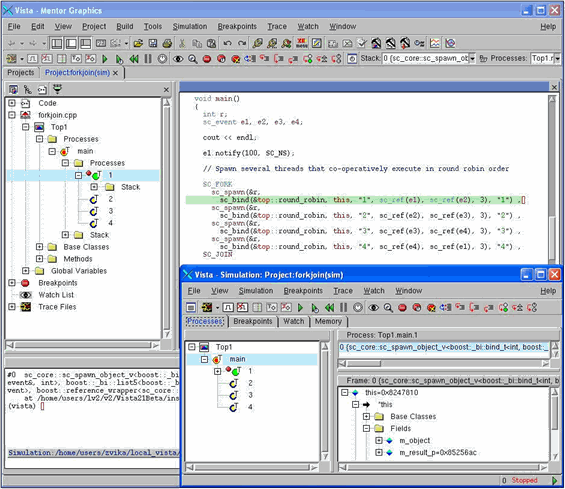 Vista - Mentor Graphics
File Edit View Project Build Tools Simulation Breakpoints Trace Watch Window Help
Stack: 0 (sc_core::sc_spawn_o Processes: Top1.r
Projects Project:forkjoin(sim)
Code
forkjoin.cpp
Top1
Processes
main
Processes
1
Stack
2
3
4
Stack
Base Classes
Methods
Global Variables
Breakpoints
Watch List
Trace Files
void main()
{
int r;
sc_event e1, e2, e3, e4;
cout << endl;
e1.notify(100, SC_NS);
// Spawn several threads that co-operatively execute in round robin order
SC_FORK
sc_spawn(&r,
sc_bind(&top::round_robin, this, "1", sc_ref(e1), sc_ref(e2), 3), "1") ,
sc_spawn(&r,
sc_bind(&top::round_robin, this, "2", sc_ref(e2), sc_ref(e3), 3), "2") ,
sc_spawn(&r,
sc_bind(&top::round_robin, this, "3", sc_ref(e3), sc_ref(e4), 3), "3") ,
sc_spawn(&r,
sc_bind(&top::round_robin, this, "4", sc_ref(e4), sc_ref(e1), 3), "4") ,
SC_JOIN
#0 sc_core::sc_spawn_object_v<boost::_bi
event&, int>, boost::_bi::list5<boost::_b
vent>, boost::reference_wrapper<sc_core::
at /home/users/lv2/v2/Vista21Beta/ins
(vista)
Simulation:/home/users/zvika/local_vista/
Vista - Simulation: Project:forkjoin(sim)
File View Simulation Breakpoints Trace Watch Window Help
Processes Breakpoints Watch Memory
Top1
main
1
2
3
4
Process: Top1.main.1
0 (sc_core::sc_spawn_object_v<boost::_bi::bind_t<int, boost::
Frame: 0 (sc_core::sc_spawn_object_v<boost::_bi::bind_t<int, b
this=0x8247810
*this
Base Classes
Fields
m_object
m_result_p=0x85256ac
0 Stopped